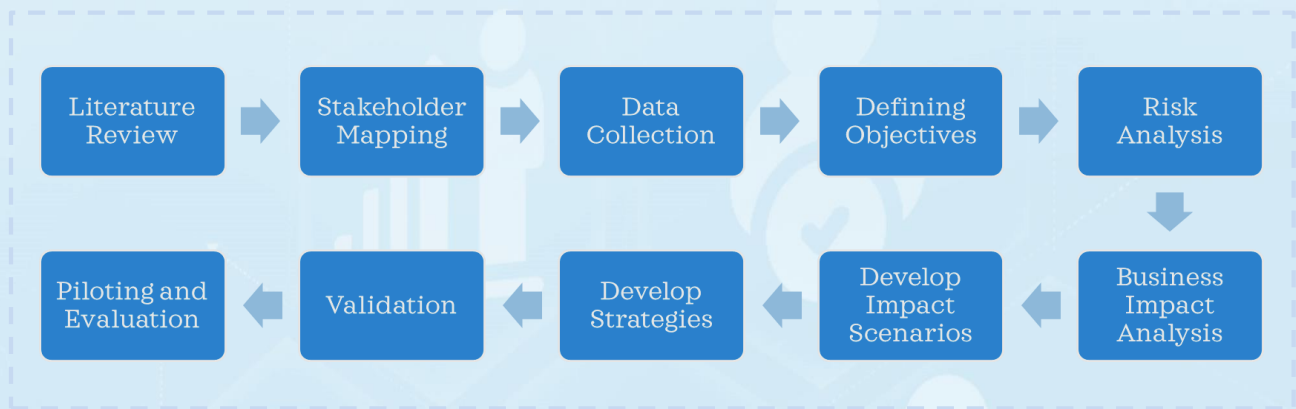 Literature
Review
Stakeholder
Mapping
Data
Collection
Defining
Objectives
Risk
Analysis
Business
Impact
Analysis
Develop
Impact
Scenarios
Develop
Strategies
Validation
Piloting and
Evaluation